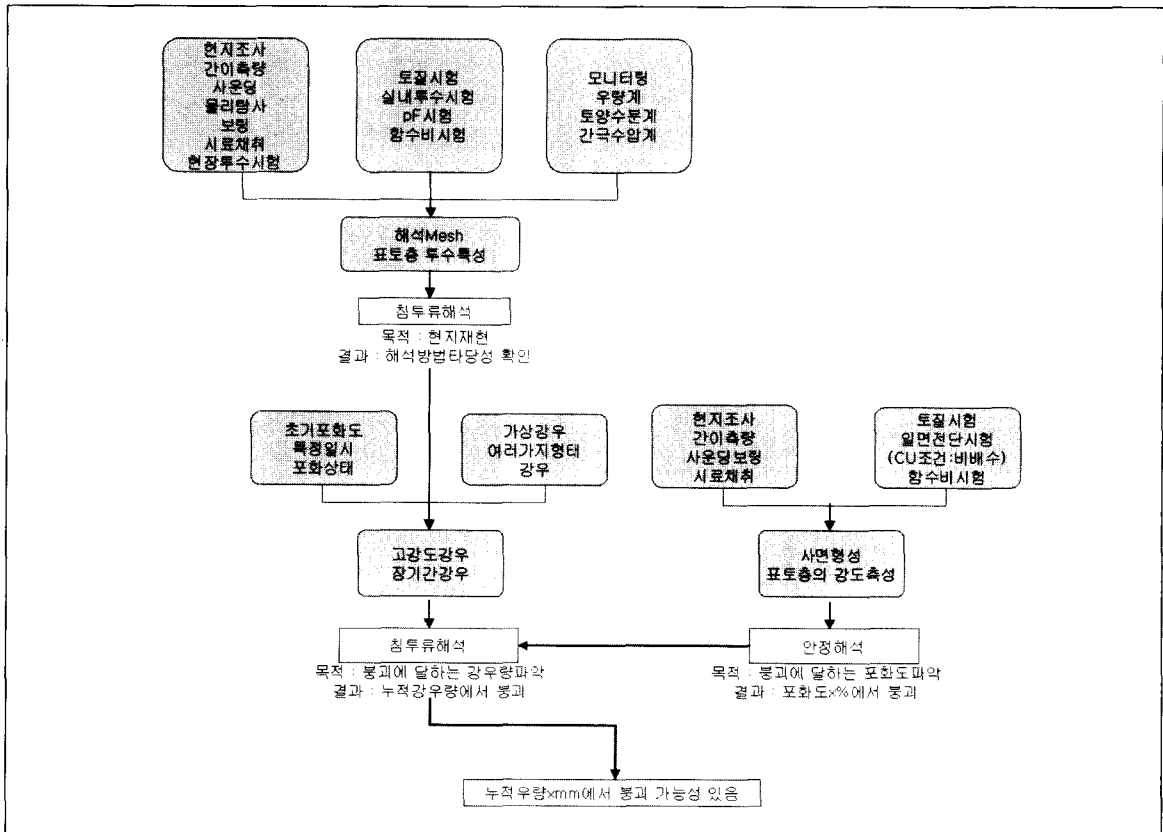 현지조사
간이측량
사운딩
물리탐사
보링
시료채취
현장투수시험
토질시험
실내투수시험
pF시험
함수비시험
모니터링
우량계
토양수분계
간극수압계
해석Mesh
표토층 투수특성
침투류해석
목적 : 현지재현
결과 : 해석방법타당성 확인
초기포화도
특정일시
포화상태
가상강우
여러가지형태
강우
현지조사
간이측량
사운딩보링
시료채취
토질시험
일면전단시험
(CU조건:비배수)
함수비시험
고강도강우
장기간강우
사면형성
표토층의 강도측성
침투류해석
목적 : 붕괴에 달하는 강우량파악
결과 : 누적강우량에서 붕괴
안정해석
목적 : 붕괴에 달하는 포화도파악
결과 : 포화도x%에서 붕괴
누적우량xmm에서 붕괴 가능성 있음